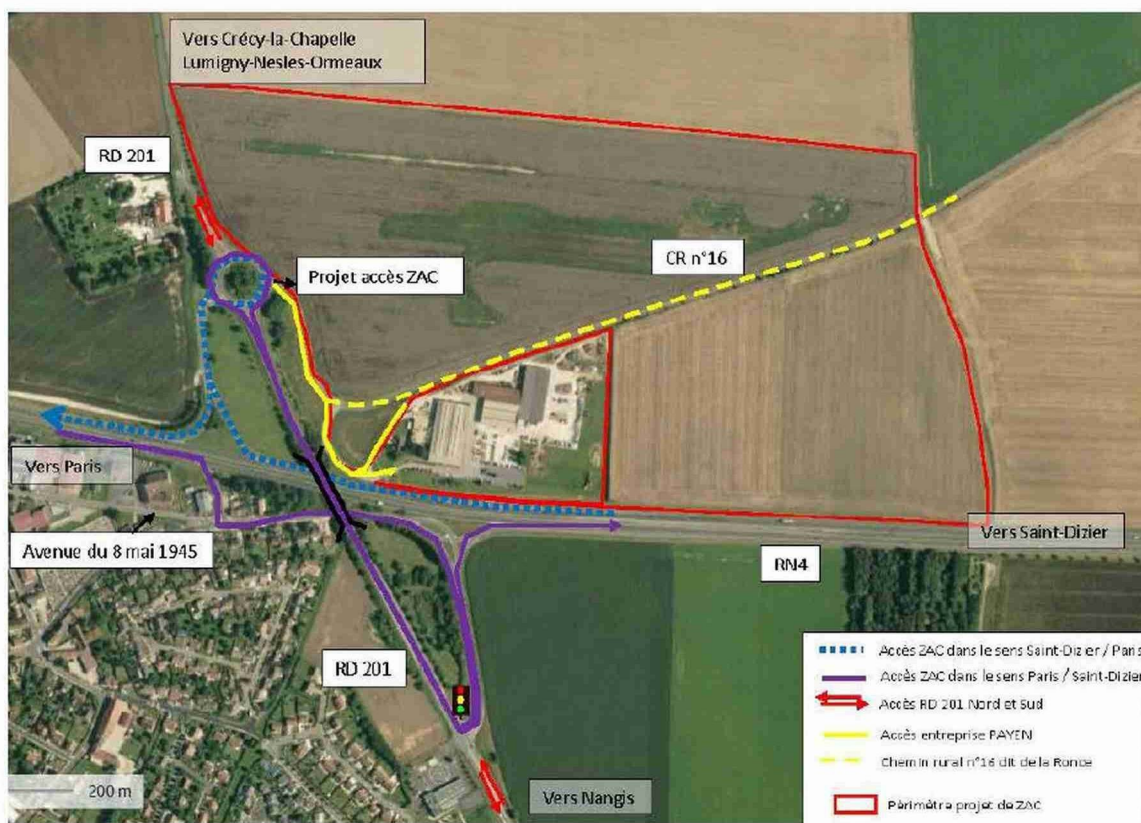 Vers Crécy-la-Chapelle
Lumigny-Nesles-Ormeaux
RD 201
CR n°16
Projet accès ZAC
Vers Paris
Avenue du 8 mai 1945
Vers Saint-Dizier
RN4
RD 201
Accès ZAC dans le sens Saint-Dizier / Paris
Accès ZAC dans le sens Paris / Saint-Dizier
Accès RD 201 Nord et Sud
Accès entreprise PAYEN
Chemin rural n°16 dit de la Ronce
Périmètre projet de ZAC
200 m
Vers Nangis